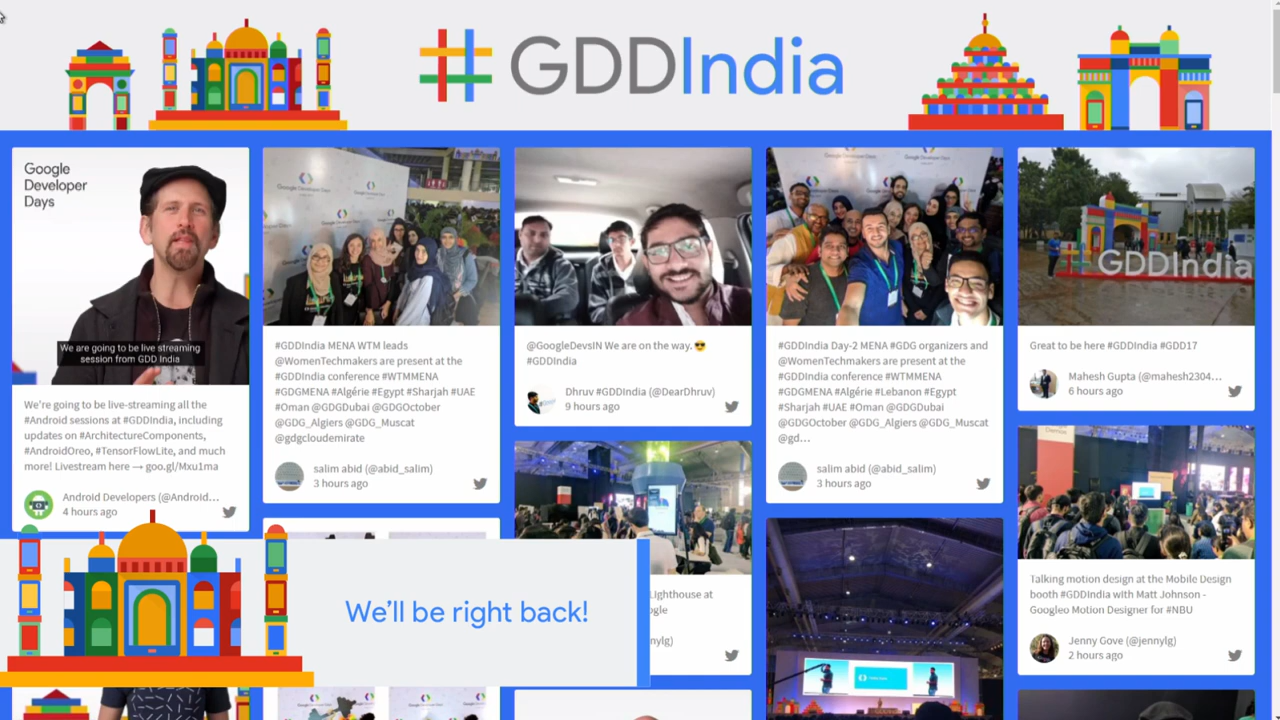 #GDDIndia
Google
Developer
Days
We are going to be live streaming
session from GDD India
We're going to be live-streaming all the
#Android sessions at #GDDIndia, including
updates on #ArchitectureComponents,
#AndroidOreo, #TensorFlowLite, and much
more! Livestream here → goo.gl/Mxu1ma
Android Developers (@Android...
4 hours ago
Google Developer Days
#GDDIndia MENA WTM leads
@WomenTechmakers are present at the
#GDDIndia conference #WTMMENA
#GDGMENA #Algérie #Egypt #Sharjah #UAE
#Oman @GDGDubai @GDGOctober
@GDG_Algiers @GDG_Muscat
@gdgcloudemirate
salim abid (@abid_salim)
3 hours ago
@GoogleDevsIN We are on the way. 😎
#GDDIndia
Dhruv #GDDIndia (@DearDhruv)
9 hours ago
Lighthouse at
ogle
nnylg)
Google Developer Days
#GDDIndia Day-2 MENA #GDG organizers and
@WomenTechmakers are present at the
#GDDIndia conference #WTMMENA
#GDGMENA #Algérie #Lebanon #Egypt
#Sharjah #UAE #Oman @GDGDubai
@GDGOctober @GDG_Algiers @GDG_Muscat
@gd...
salim abid (@abid_salim)
3 hours ago
#GDDIndia
Great to be here #GDDIndia #GDD17
Mahesh Gupta (@mahesh2304...
6 hours ago
Talking motion design at the Mobile Design
booth #GDDIndia with Matt Johnson -
Googleo Motion Designer for #NBU
Jenny Gove (@jennylg)
2 hours ago
We'll be right back!